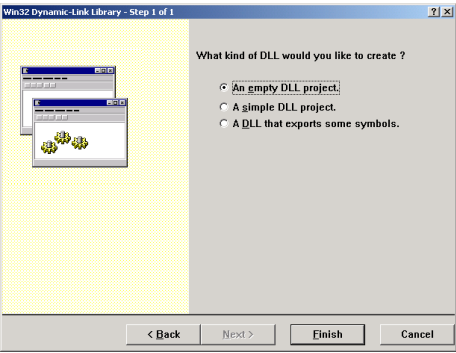 Win32 Dynamic-Link Library - Step 1 of 1
What kind of DLL would you like to create ?
An empty DLL project.
A simple DLL project.
A DLL that exports some symbols.
< Back Next > Finish Cancel